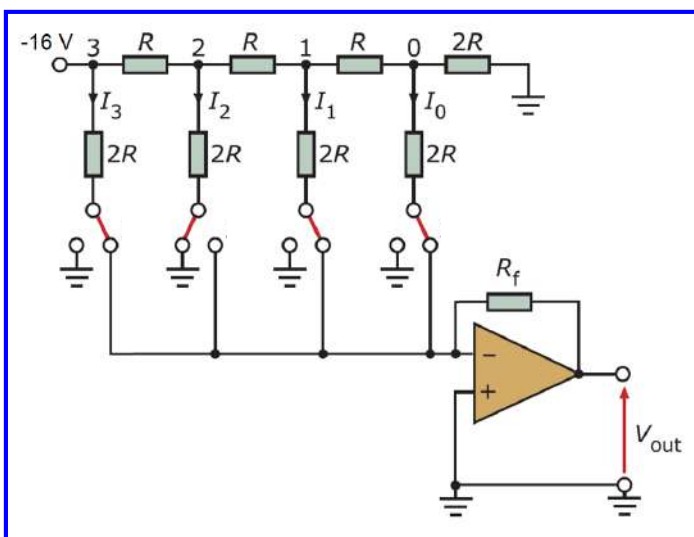 -16 V 3 R 2 R 1 R 0 2R
I3 I2 I1 I0
2R 2R 2R 2R
Rf
−
+
Vout